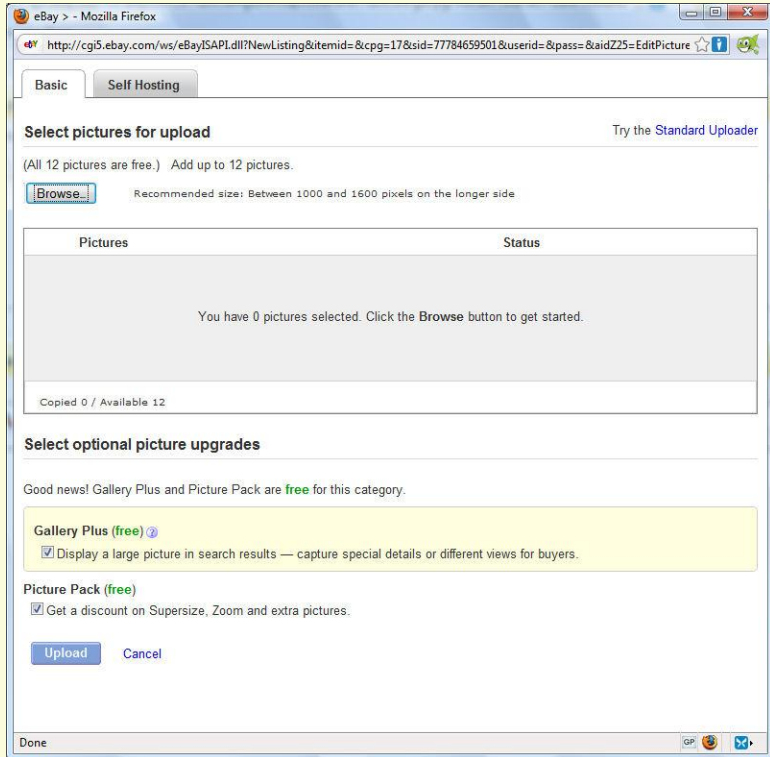 eBay > - Mozilla Firefox
http://cgi5.ebay.com/ws/eBayISAPI.dll?NewListing&itemid=&cpg=17&sid=77784659501&userid=&pass=&aidZ25=EditPicture
Basic Self Hosting
Select pictures for upload Try the Standard Uploader
(All 12 pictures are free.) Add up to 12 pictures.
Browse... Recommended size: Between 1000 and 1600 pixels on the longer side
Pictures Status
You have 0 pictures selected. Click the Browse button to get started.
Copied 0 / Available 12
Select optional picture upgrades
Good news! Gallery Plus and Picture Pack are free for this category.
Gallery Plus (free) ?
Display a large picture in search results — capture special details or different views for buyers.
Picture Pack (free)
Get a discount on Supersize, Zoom and extra pictures.
Upload Cancel
Done GP